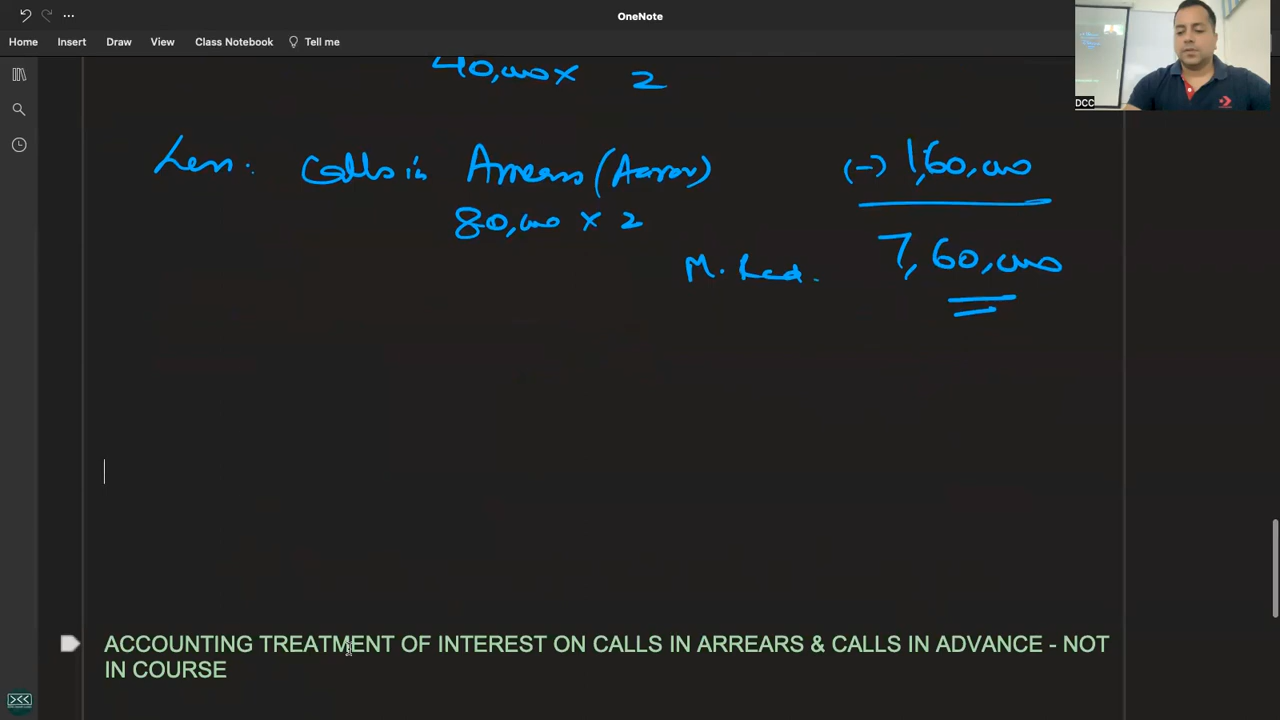 OneNote
Home Insert Draw View Class Notebook Tell me
DCC
40,000 x 2
Less: Calls in Arrears (Aarav) (-) 1,60,000
80,000 x 2
M. Recd. 7,60,000
ACCOUNTING TREATMENT OF INTEREST ON CALLS IN ARREARS & CALLS IN ADVANCE - NOT
IN COURSE